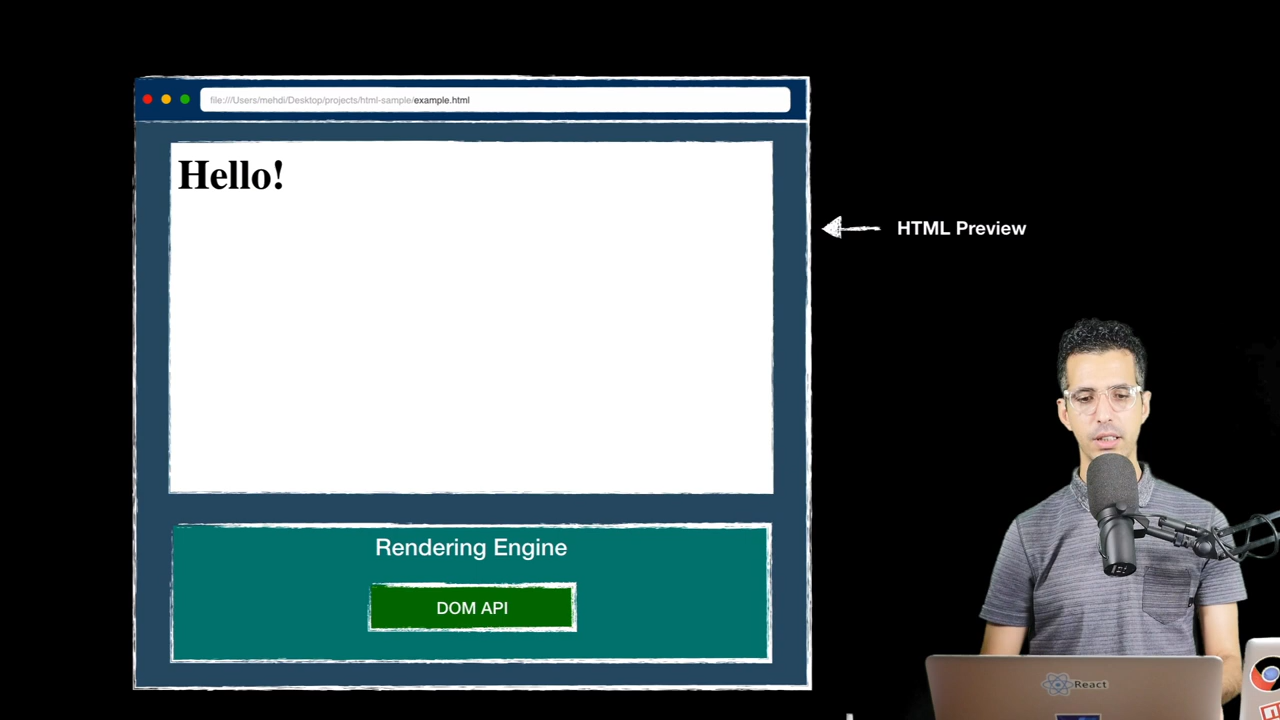 file:///Users/mehdi/Desktop/projects/html-sample/example.html
Hello!
HTML Preview
Rendering Engine
DOM API
React